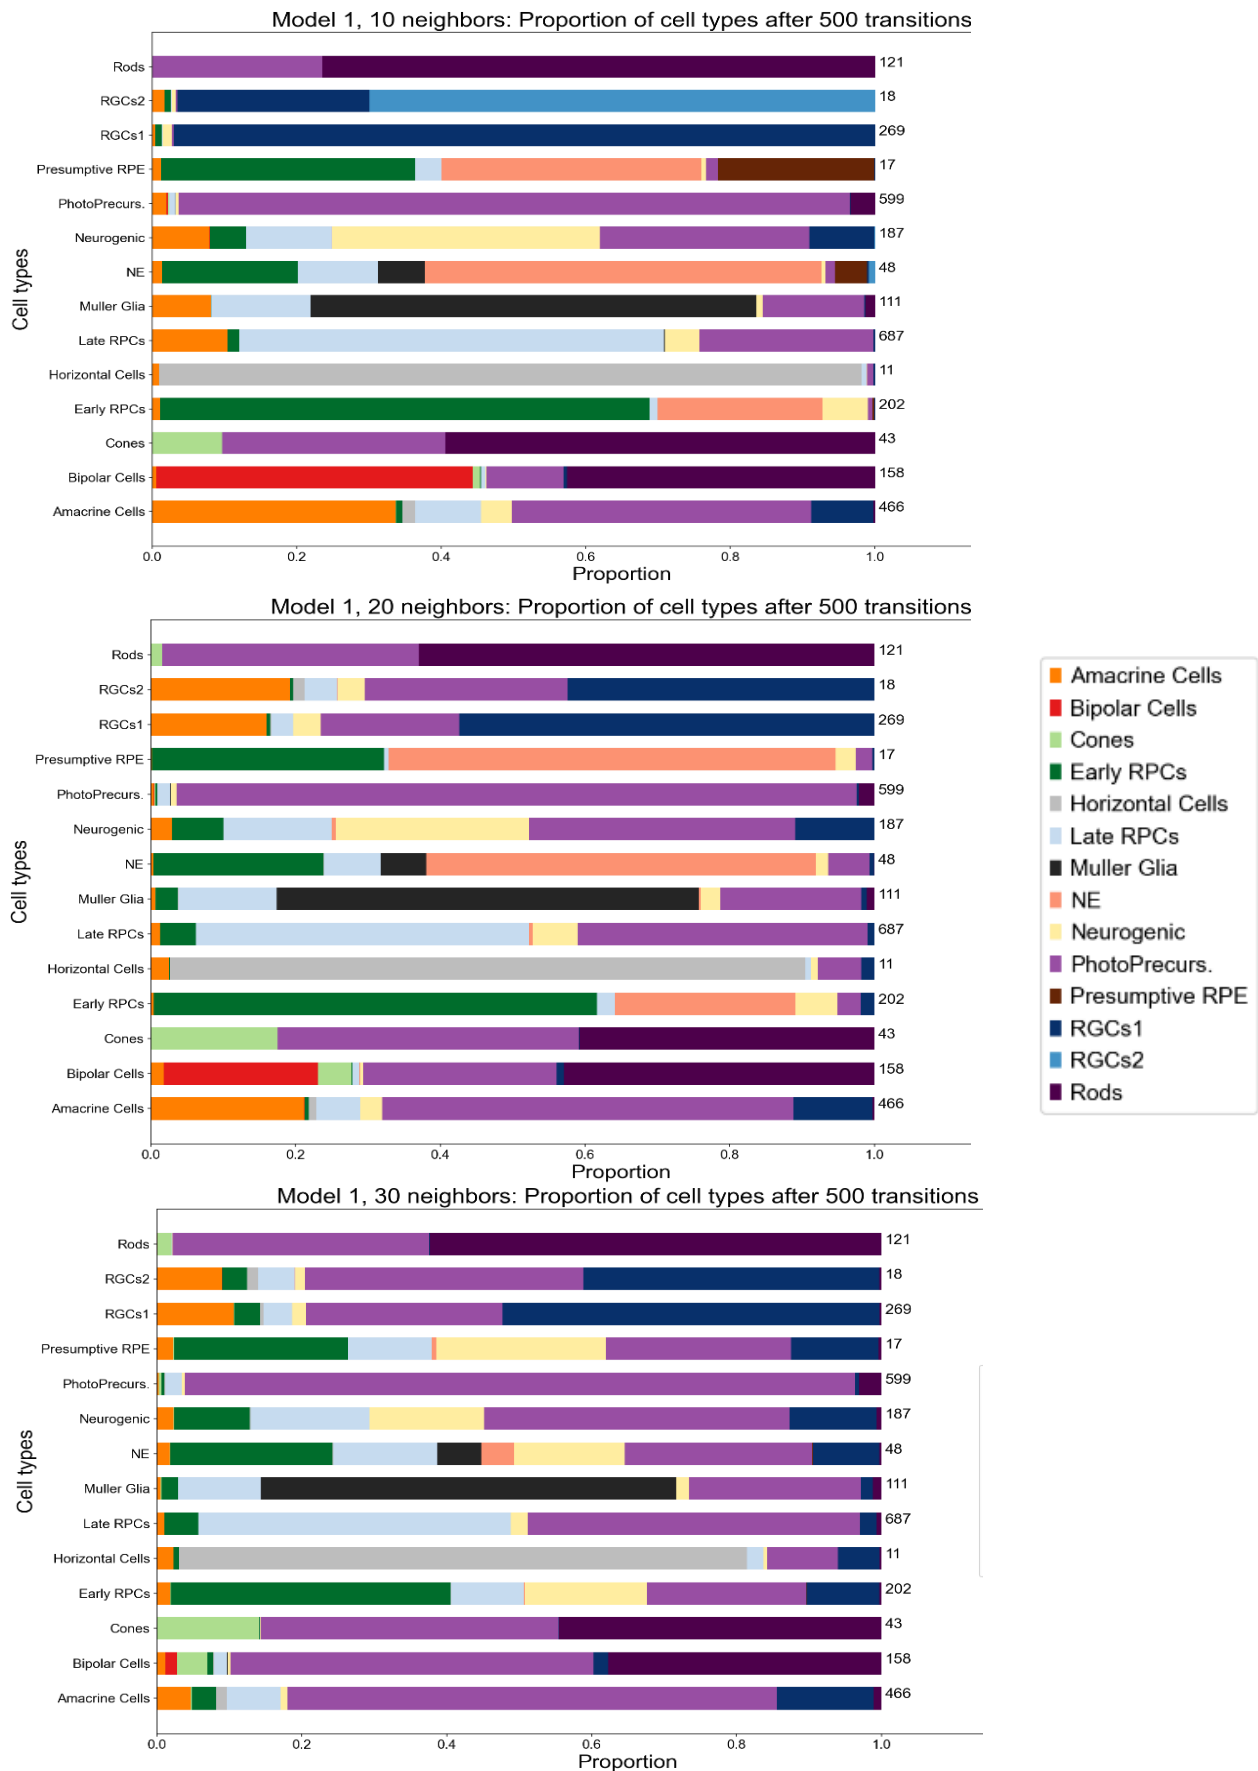 Model 1, 10 neighbors: Proportion of cell types after 500 transitions
Cell types
Rods 121
RGCs2 18
RGCs1 269
Presumptive RPE 17
PhotoPrecurs. 599
Neurogenic 187
NE 48
Muller Glia 111
Late RPCs 687
Horizontal Cells 11
Early RPCs 202
Cones 43
Bipolar Cells 158
Amacrine Cells 466
0.0 0.2 0.4 0.6 0.8 1.0
Proportion
Model 1, 20 neighbors: Proportion of cell types after 500 transitions
Cell types
Rods 121
RGCs2 18
RGCs1 269
Presumptive RPE 17
PhotoPrecurs. 599
Neurogenic 187
NE 48
Muller Glia 111
Late RPCs 687
Horizontal Cells 11
Early RPCs 202
Cones 43
Bipolar Cells 158
Amacrine Cells 466
0.0 0.2 0.4 0.6 0.8 1.0
Proportion
Amacrine Cells
Bipolar Cells
Cones
Early RPCs
Horizontal Cells
Late RPCs
Muller Glia
NE
Neurogenic
PhotoPrecurs.
Presumptive RPE
RGCs1
RGCs2
Rods
Model 1, 30 neighbors: Proportion of cell types after 500 transitions
Cell types
Rods 121
RGCs2 18
RGCs1 269
Presumptive RPE 17
PhotoPrecurs. 599
Neurogenic 187
NE 48
Muller Glia 111
Late RPCs 687
Horizontal Cells 11
Early RPCs 202
Cones 43
Bipolar Cells 158
Amacrine Cells 466
0.0 0.2 0.4 0.6 0.8 1.0
Proportion